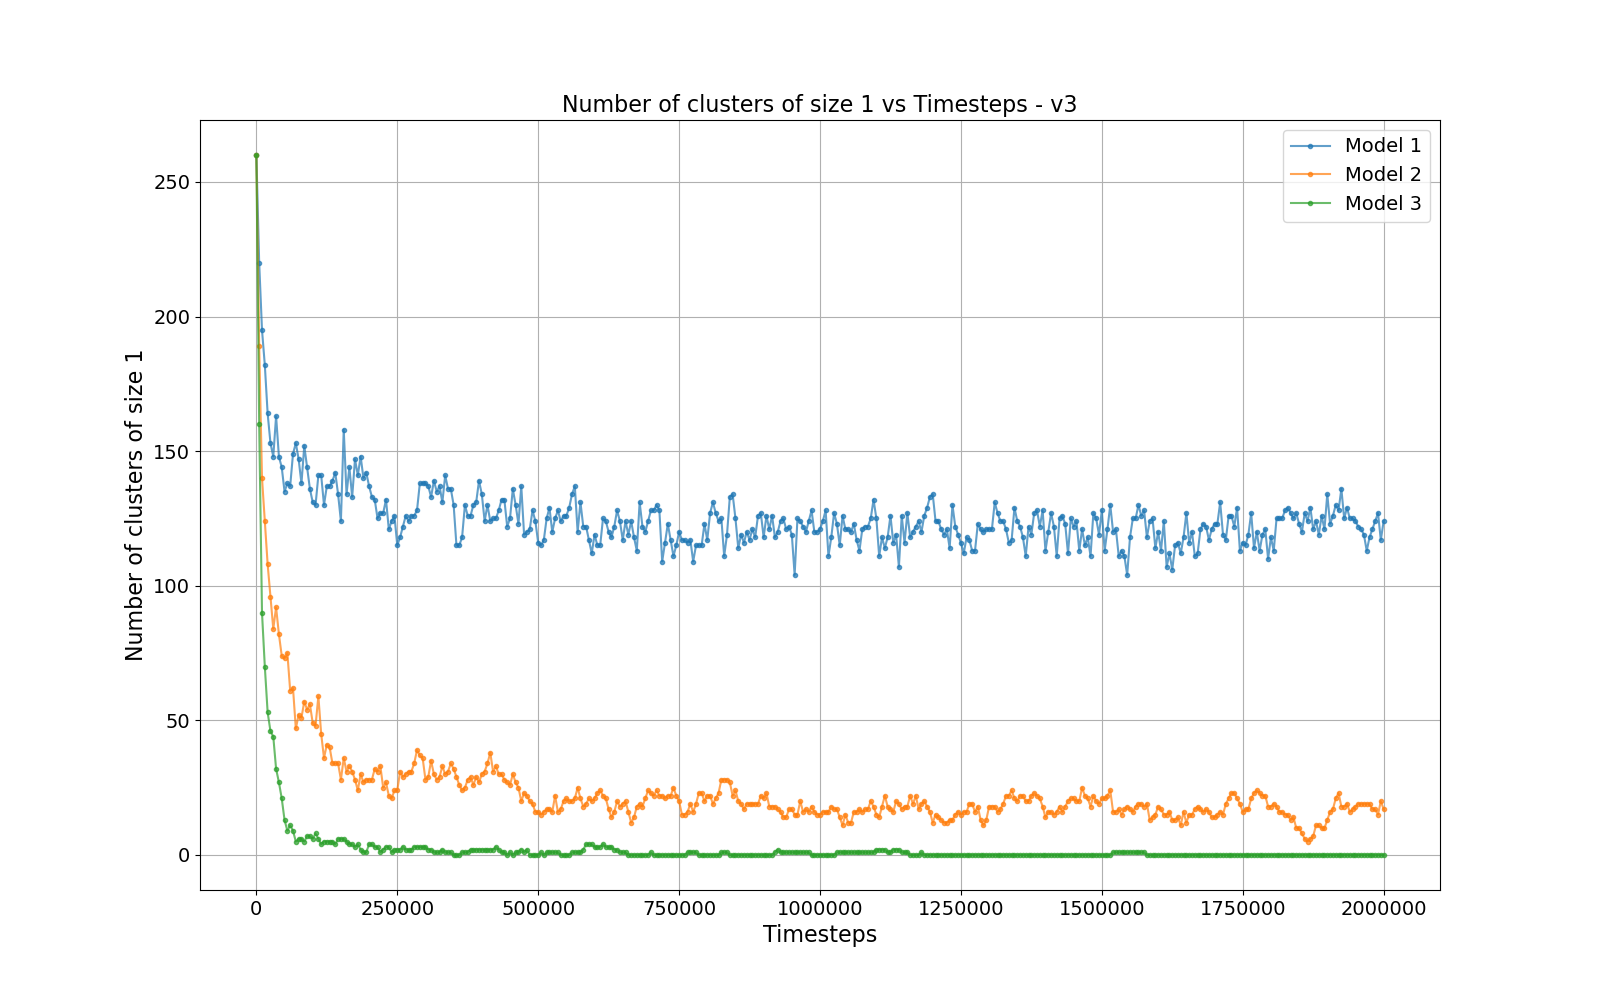 Number of clusters of size 1 vs Timesteps - v3
Model 1
Model 2
Model 3
Number of clusters of size 1
250
200
150
100
50
0
0 250000 500000 750000 1000000 1250000 1500000 1750000 2000000
Timesteps